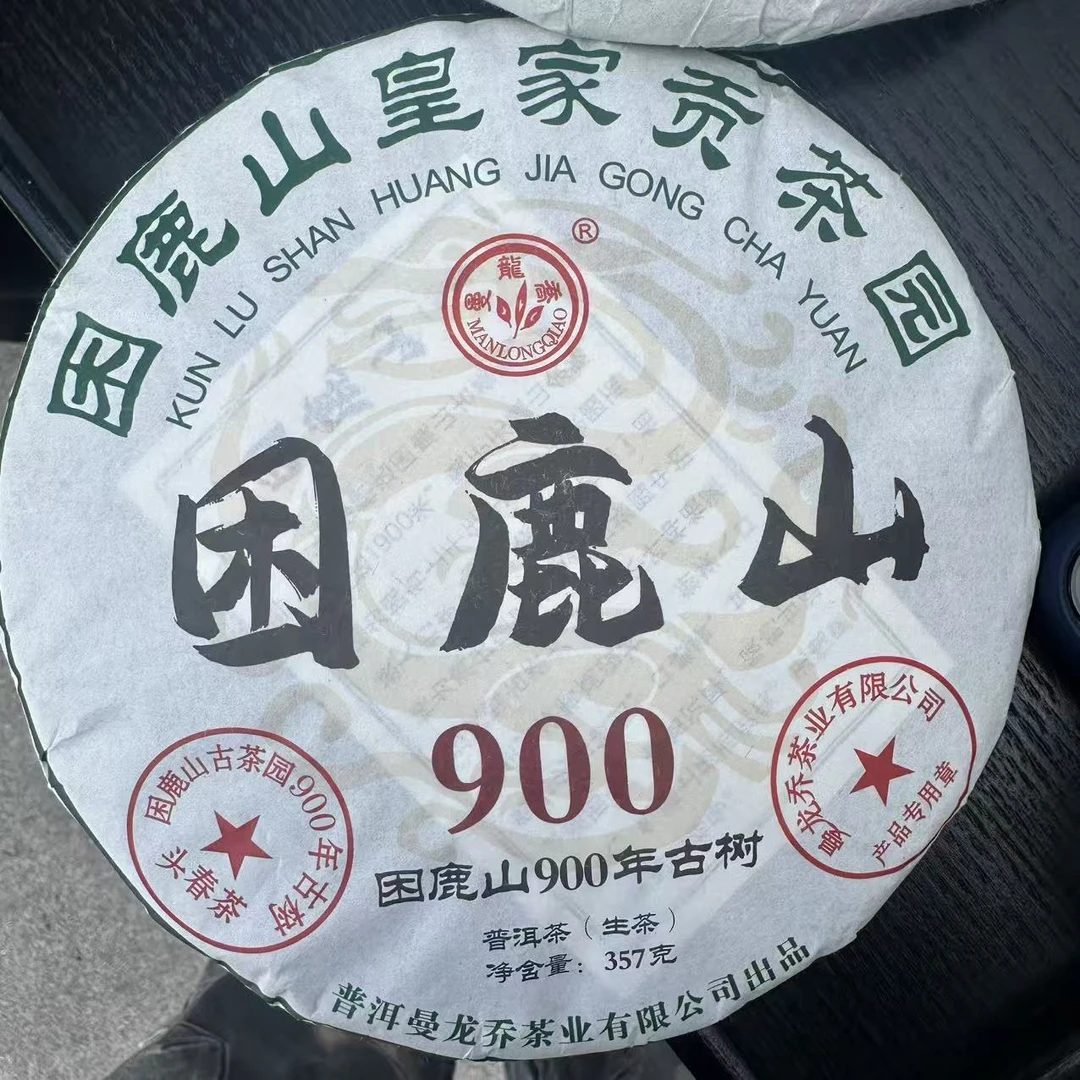 困鹿山皇家贡茶园
KUN LU SHAN HUANG JIA GONG CHA YUAN
曼龍喬
®
MANLONGQIAO
困鹿山
900
困鹿山古茶园900年古树
头春茶
曼龙乔茶业有限公司
产品专用章
困鹿山900年古树
普洱茶（生茶）
净含量：357克
普洱曼龙乔茶业有限公司出品